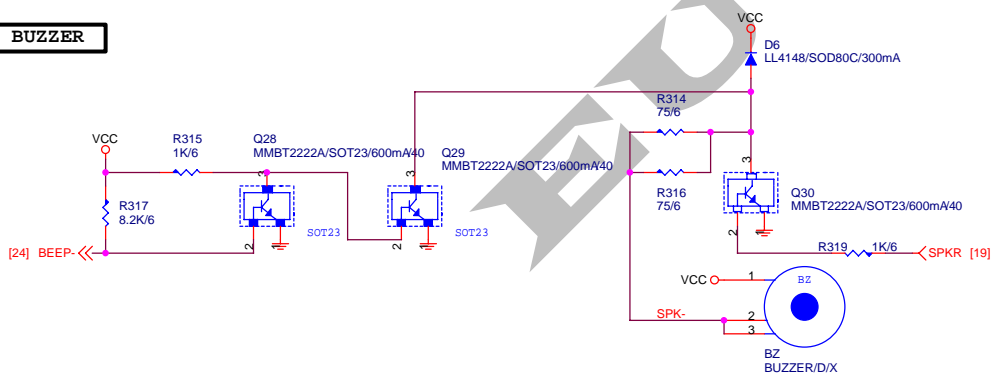 BUZZER
VCC
D6
LL4148/SOD80C/300mA
R314
75/6
VCC
R315
1K/6
Q28
MMBT2222A/SOT23/600mA/40
Q29
MMBT2222A/SOT23/600mA/40
3
3
3
R317
8.2K/6
R316
75/6
Q30
MMBT2222A/SOT23/600mA/40
SOT23
SOT23
2
1
2
1
2
1
[24] BEEP-
R319
1K/6
SPKR [19]
VCC
1
BZ
SPK-
2
3
BZ
BUZZER/D/X